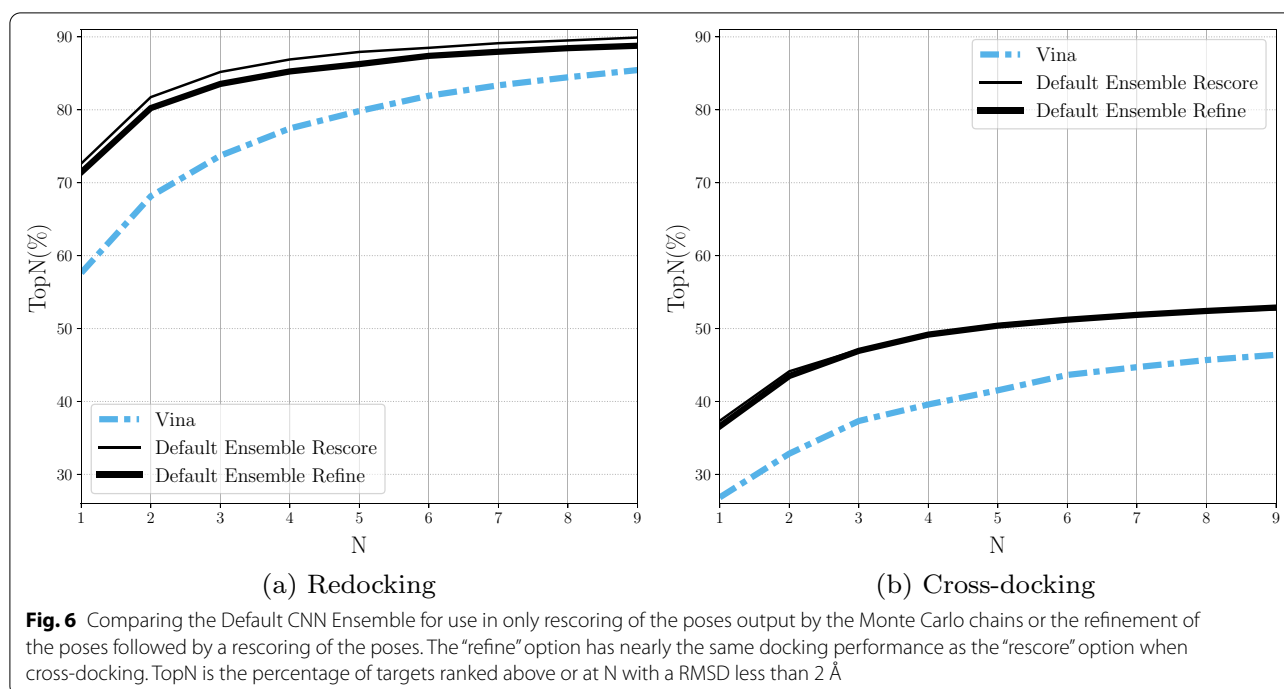 90
80
70
60
50
40
30
TopN(%)
Vina
Default Ensemble Rescore
Default Ensemble Refine
1 2 3 4 5 6 7 8 9
N
(a) Redocking
90
80
70
60
50
40
30
TopN(%)
Vina
Default Ensemble Rescore
Default Ensemble Refine
1 2 3 4 5 6 7 8 9
N
(b) Cross-docking
Fig. 6 Comparing the Default CNN Ensemble for use in only rescoring of the poses output by the Monte Carlo chains or the refinement of
the poses followed by a rescoring of the poses. The “refine” option has nearly the same docking performance as the “rescore” option when
cross-docking. TopN is the percentage of targets ranked above or at N with a RMSD less than 2 Å